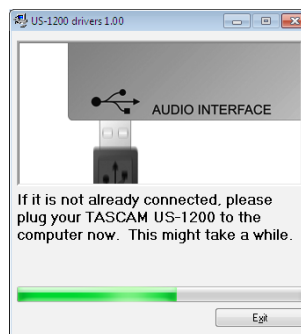 US-1200 drivers 1.00
AUDIO INTERFACE
If it is not already connected, please
plug your TASCAM US-1200 to the
computer now.  This might take a while.
Exit